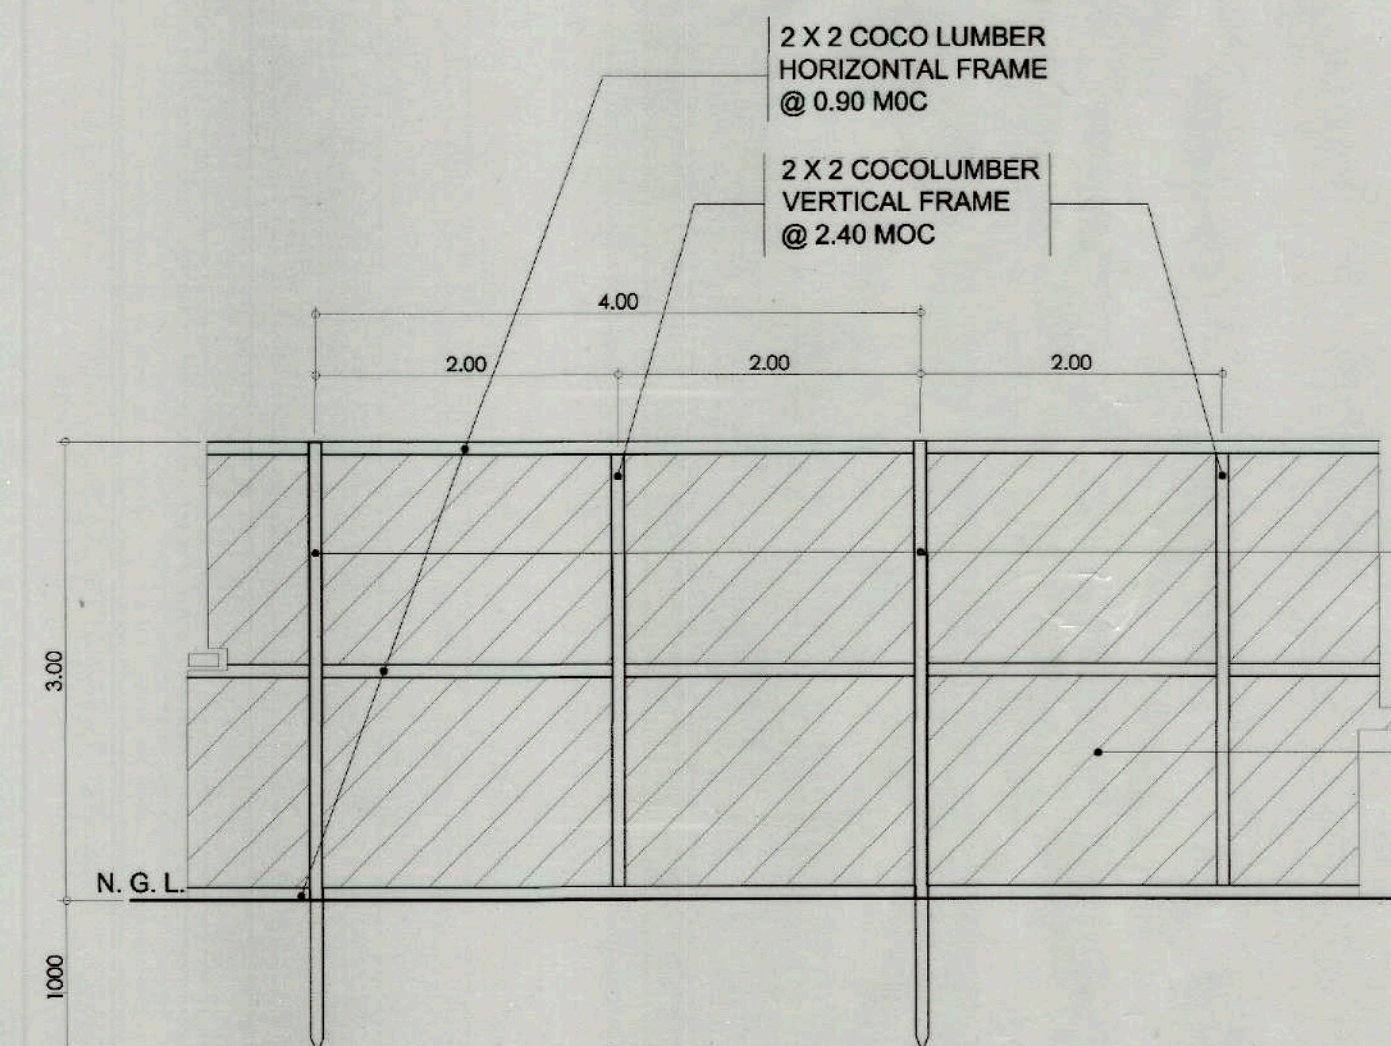 2 X 2 COCO LUMBER
HORIZONTAL FRAME
@ 0.90 M0C
2 X 2 COCOLUMBER
VERTICAL FRAME
@ 2.40 MOC
4.00
2.00
2.00
2.00
3.00
N. G. L.
1000